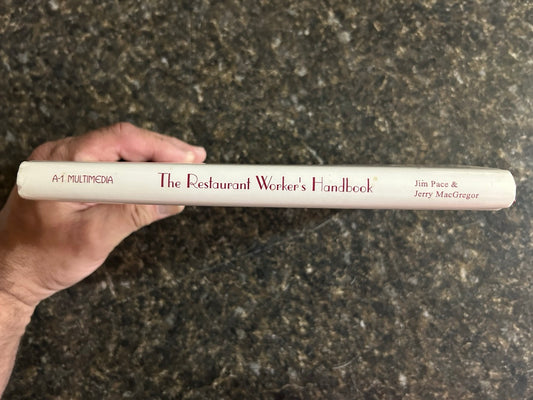 A-1 MULTIMEDIA
The Restaurant Worker's Handbook
Jim Pace &
Jerry MacGregor